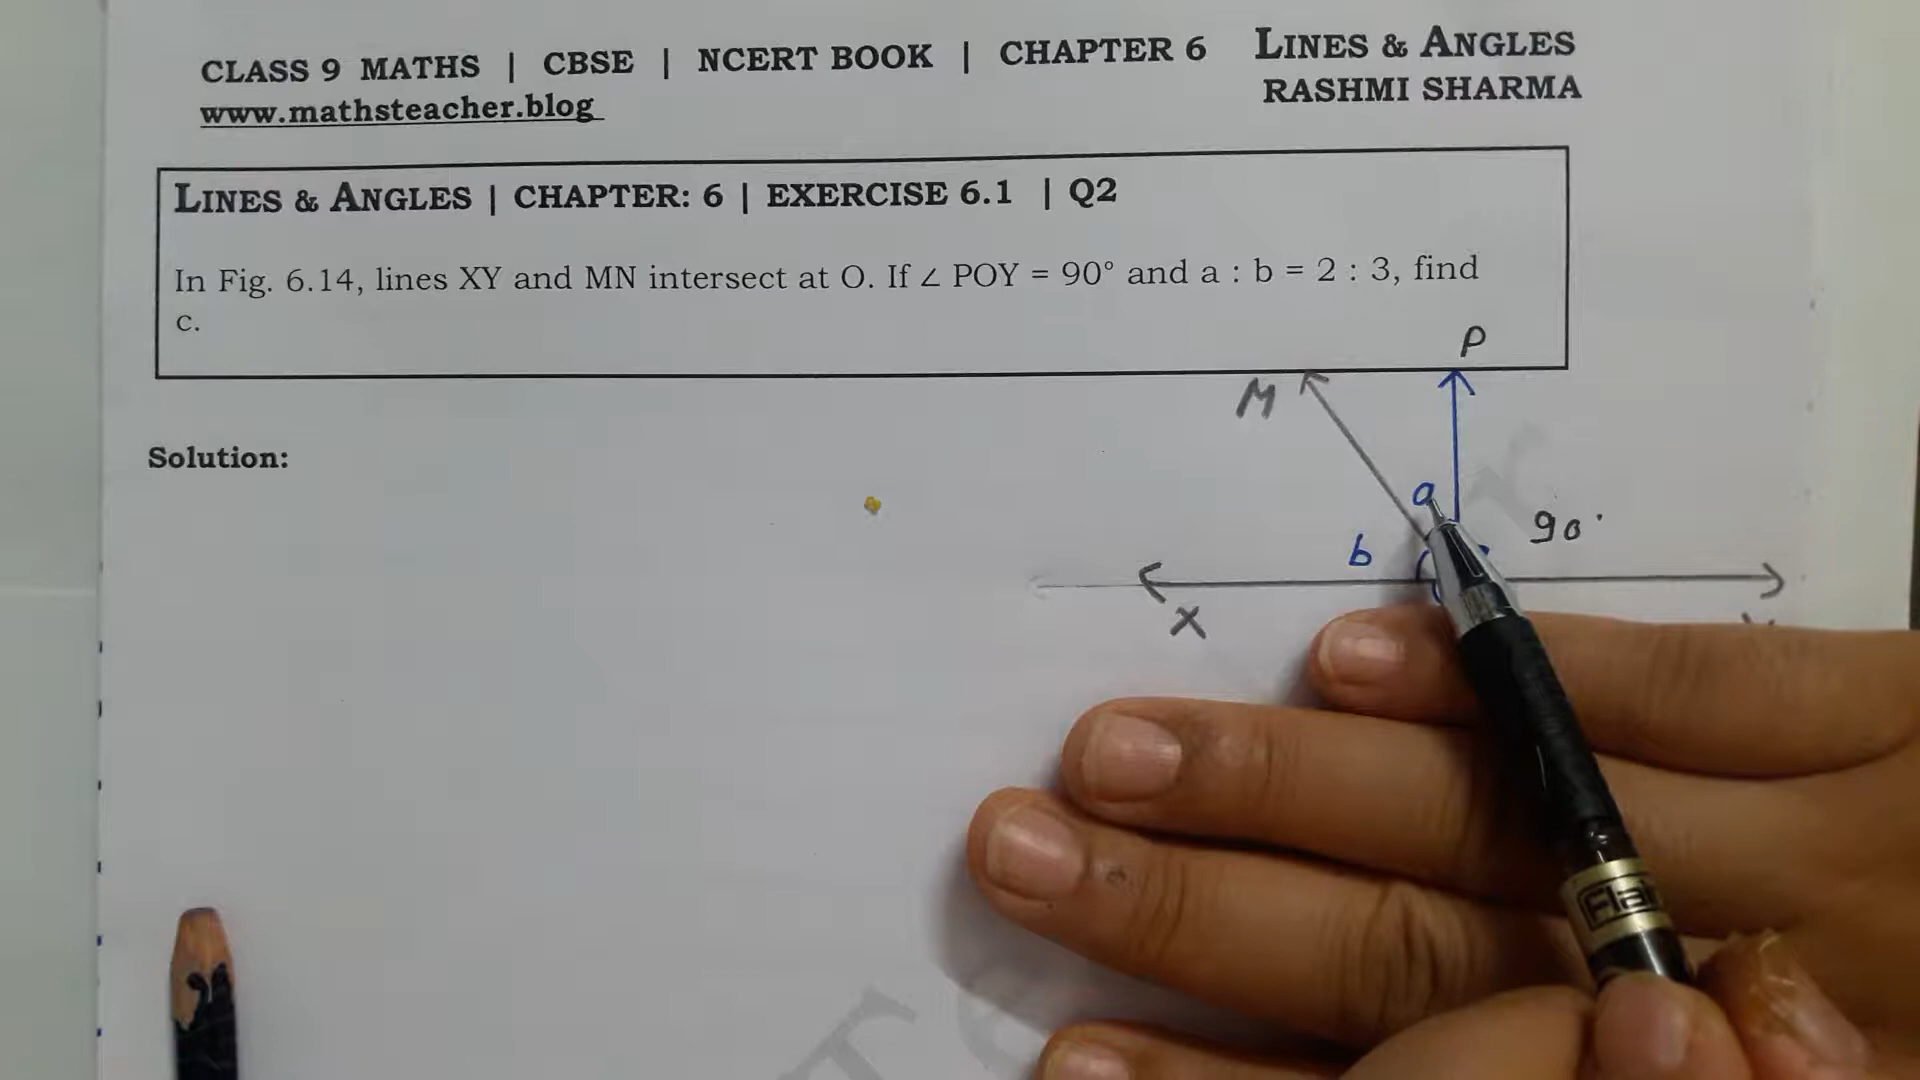 CLASS 9 MATHS | CBSE | NCERT BOOK | CHAPTER 6 LINES & ANGLES
www.mathsteacher.blog RASHMI SHARMA
LINES & ANGLES | CHAPTER: 6 | EXERCISE 6.1 | Q2
In Fig. 6.14, lines XY and MN intersect at O. If ∠ POY = 90° and a : b = 2 : 3, find
c.
P
M
Solution:
a
90°
b
X